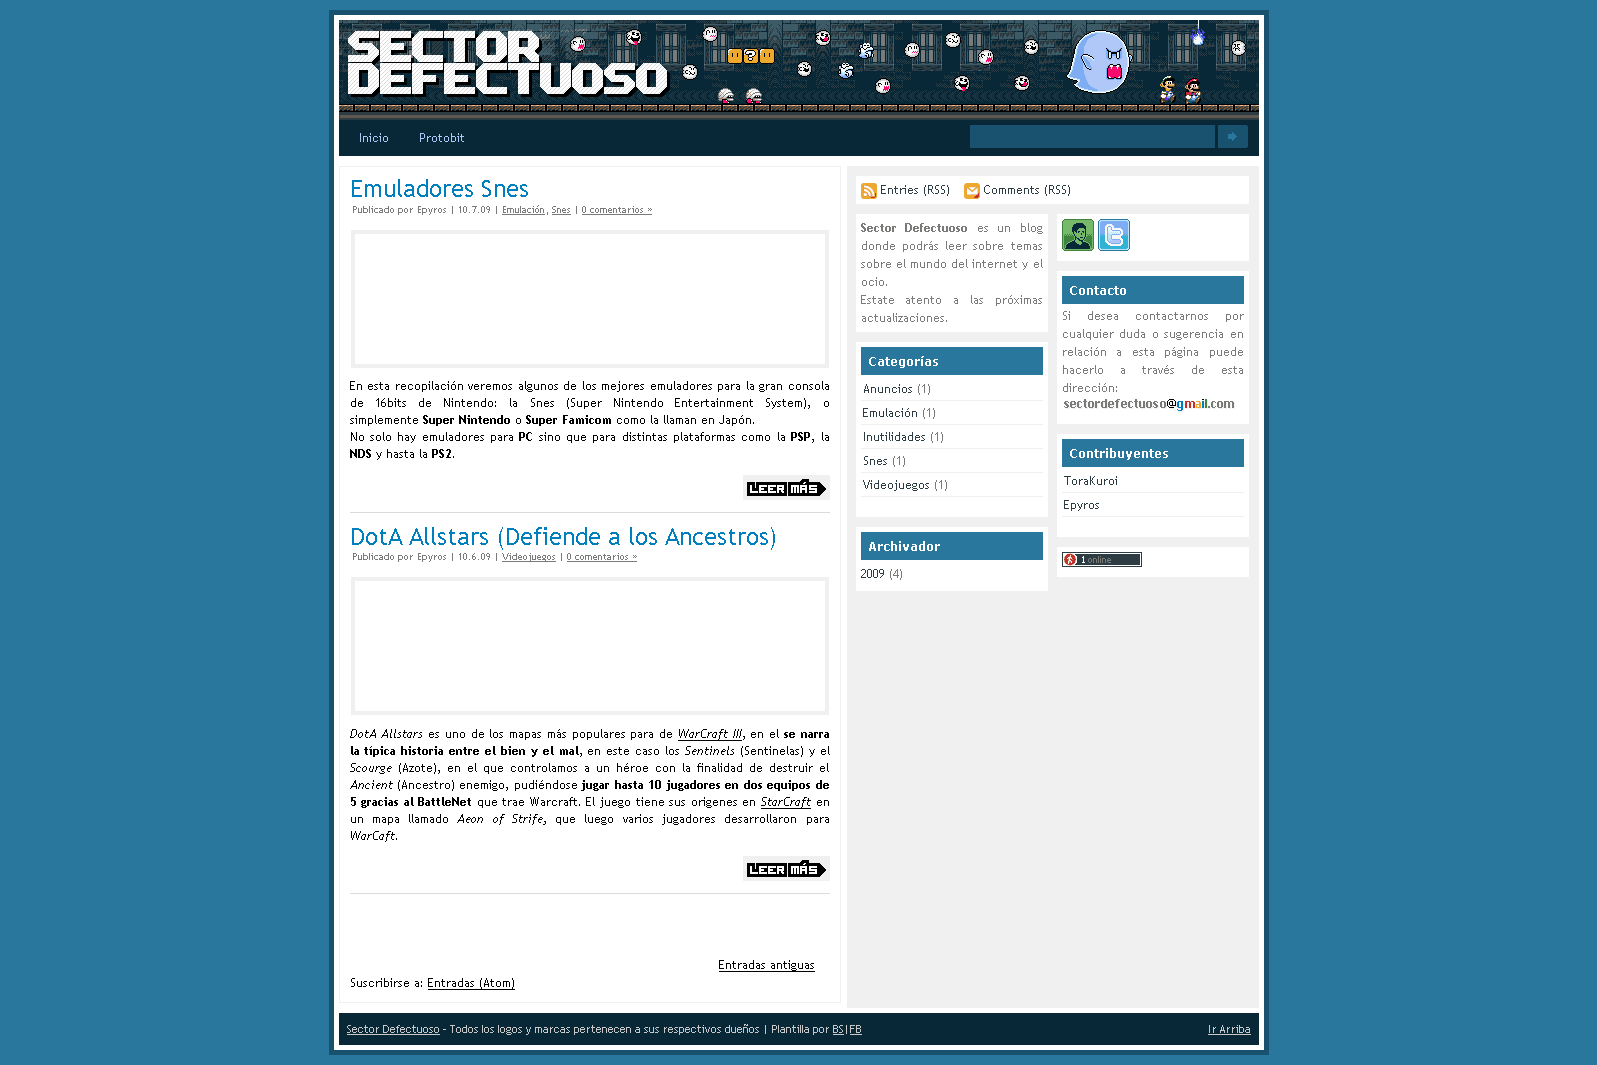 SECTOR
DEFECTUOSO
Inicio
Protobit
Emuladores Snes
Publicado por Epyros | 10.7.09 | Emulación, Snes | 0 comentarios »
En esta recopilación veremos algunos de los mejores emuladores para la gran consola
de 16bits de Nintendo: la Snes (Super Nintendo Entertainment System), o
simplemente Super Nintendo o Super Famicom como la llaman en Japón.
No solo hay emuladores para PC sino que para distintas plataformas como la PSP, la
NDS y hasta la PS2.
LEER MÁS
DotA Allstars (Defiende a los Ancestros)
Publicado por Epyros | 10.6.09 | Videojuegos | 0 comentarios »
DotA Allstars es uno de los mapas más populares para de WarCraft III, en el se narra
la típica historia entre el bien y el mal, en este caso los Sentinels (Sentinelas) y el
Scourge (Azote), en el que controlamos a un héroe con la finalidad de destruir el
Ancient (Ancestro) enemigo, pudiéndose jugar hasta 10 jugadores en dos equipos de
5 gracias al BattleNet que trae Warcraft. El juego tiene sus origenes en StarCraft en
un mapa llamado Aeon of Strife, que luego varios jugadores desarrollaron para
WarCaft.
LEER MÁS
Entradas antiguas
Suscribirse a: Entradas (Atom)
Entries (RSS)
Comments (RSS)
Sector Defectuoso es un blog
donde podrás leer sobre temas
sobre el mundo del internet y el
ocio.
Estate atento a las próximas
actualizaciones.
Categorías
Anuncios (1)
Emulación (1)
Inutilidades (1)
Snes (1)
Videojuegos (1)
Archivador
2009 (4)
Contacto
Si desea contactarnos por
cualquier duda o sugerencia en
relación a esta página puede
hacerlo a través de esta
dirección:
sectordefectuoso@gmail.com
Contribuyentes
ToraKuroi
Epyros
1 online
Sector Defectuoso - Todos los logos y marcas pertenecen a sus respectivos dueños | Plantilla por BS|FB
Ir Arriba